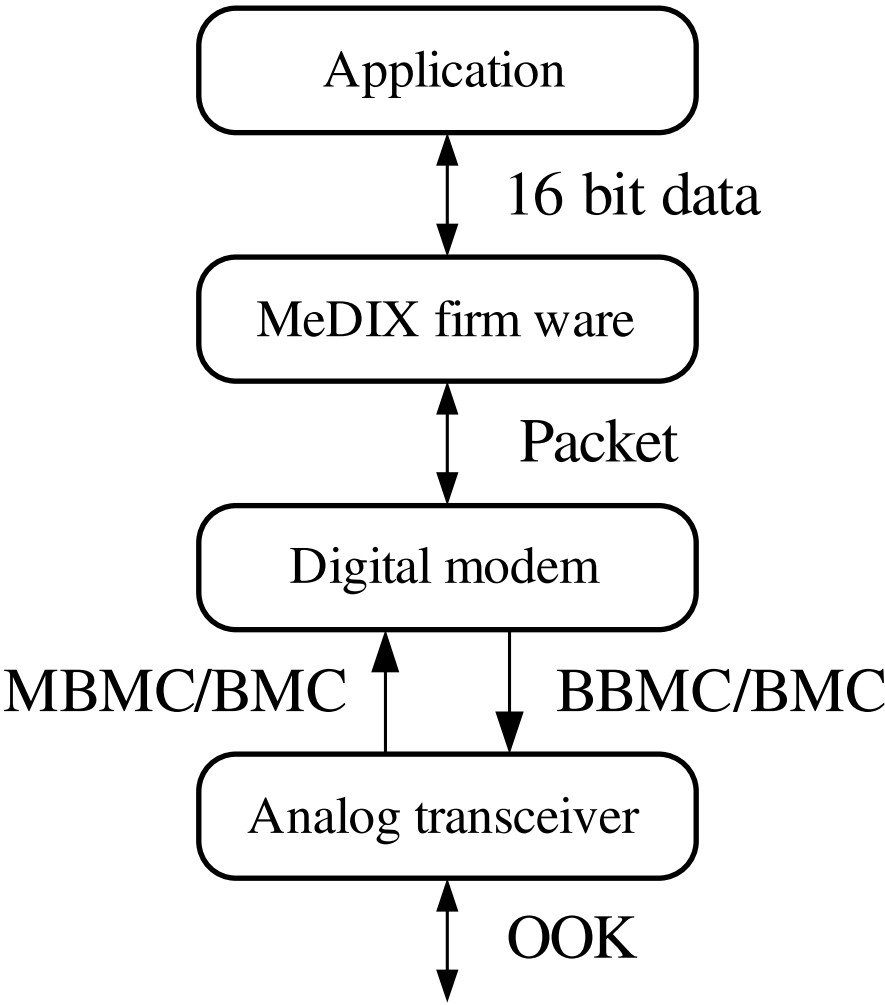 Application
16 bit data
MeDIX firm ware
Packet
Digital modem
MBMC/BMC
BBMC/BMC
Analog transceiver
OOK